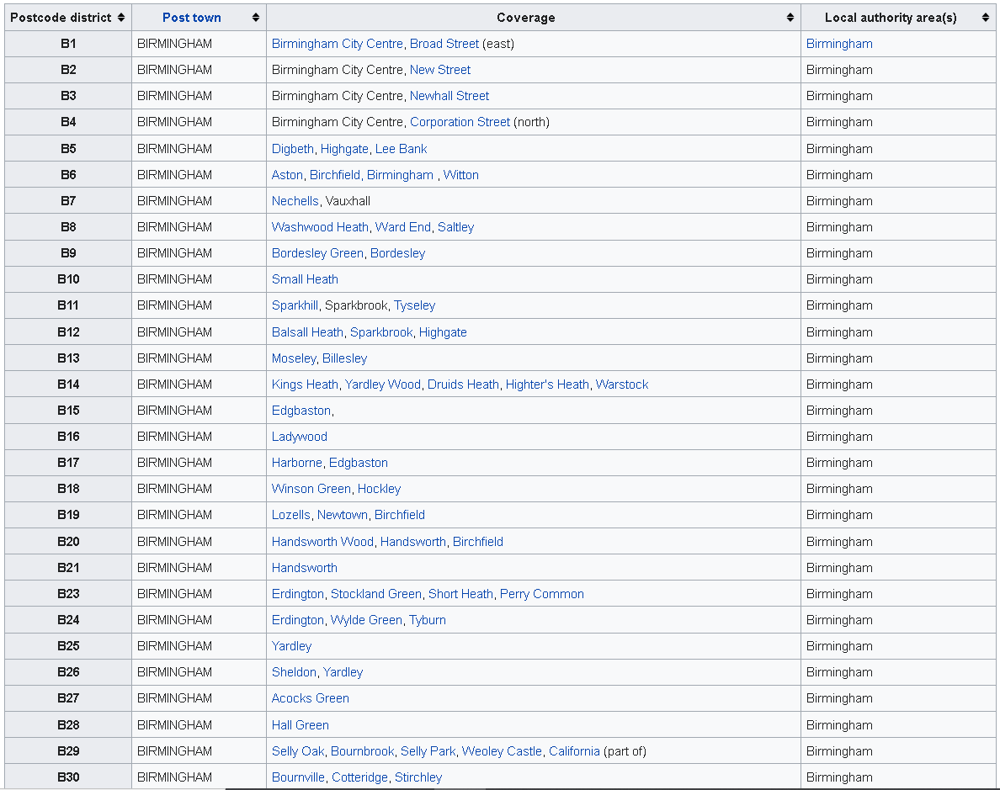 Postcode district Post town Coverage Local authority area(s)
B1 BIRMINGHAM Birmingham City Centre, Broad Street (east) Birmingham
B2 BIRMINGHAM Birmingham City Centre, New Street Birmingham
B3 BIRMINGHAM Birmingham City Centre, Newhall Street Birmingham
B4 BIRMINGHAM Birmingham City Centre, Corporation Street (north) Birmingham
B5 BIRMINGHAM Digbeth, Highgate, Lee Bank Birmingham
B6 BIRMINGHAM Aston, Birchfield, Birmingham , Witton Birmingham
B7 BIRMINGHAM Nechells, Vauxhall Birmingham
B8 BIRMINGHAM Washwood Heath, Ward End, Saltley Birmingham
B9 BIRMINGHAM Bordesley Green, Bordesley Birmingham
B10 BIRMINGHAM Small Heath Birmingham
B11 BIRMINGHAM Sparkhill, Sparkbrook, Tyseley Birmingham
B12 BIRMINGHAM Balsall Heath, Sparkbrook, Highgate Birmingham
B13 BIRMINGHAM Moseley, Billesley Birmingham
B14 BIRMINGHAM Kings Heath, Yardley Wood, Druids Heath, Highter's Heath, Warstock Birmingham
B15 BIRMINGHAM Edgbaston, Birmingham
B16 BIRMINGHAM Ladywood Birmingham
B17 BIRMINGHAM Harborne, Edgbaston Birmingham
B18 BIRMINGHAM Winson Green, Hockley Birmingham
B19 BIRMINGHAM Lozells, Newtown, Birchfield Birmingham
B20 BIRMINGHAM Handsworth Wood, Handsworth, Birchfield Birmingham
B21 BIRMINGHAM Handsworth Birmingham
B23 BIRMINGHAM Erdington, Stockland Green, Short Heath, Perry Common Birmingham
B24 BIRMINGHAM Erdington, Wylde Green, Tyburn Birmingham
B25 BIRMINGHAM Yardley Birmingham
B26 BIRMINGHAM Sheldon, Yardley Birmingham
B27 BIRMINGHAM Acocks Green Birmingham
B28 BIRMINGHAM Hall Green Birmingham
B29 BIRMINGHAM Selly Oak, Bournbrook, Selly Park, Weoley Castle, California (part of) Birmingham
B30 BIRMINGHAM Bournville, Cotteridge, Stirchley Birmingham